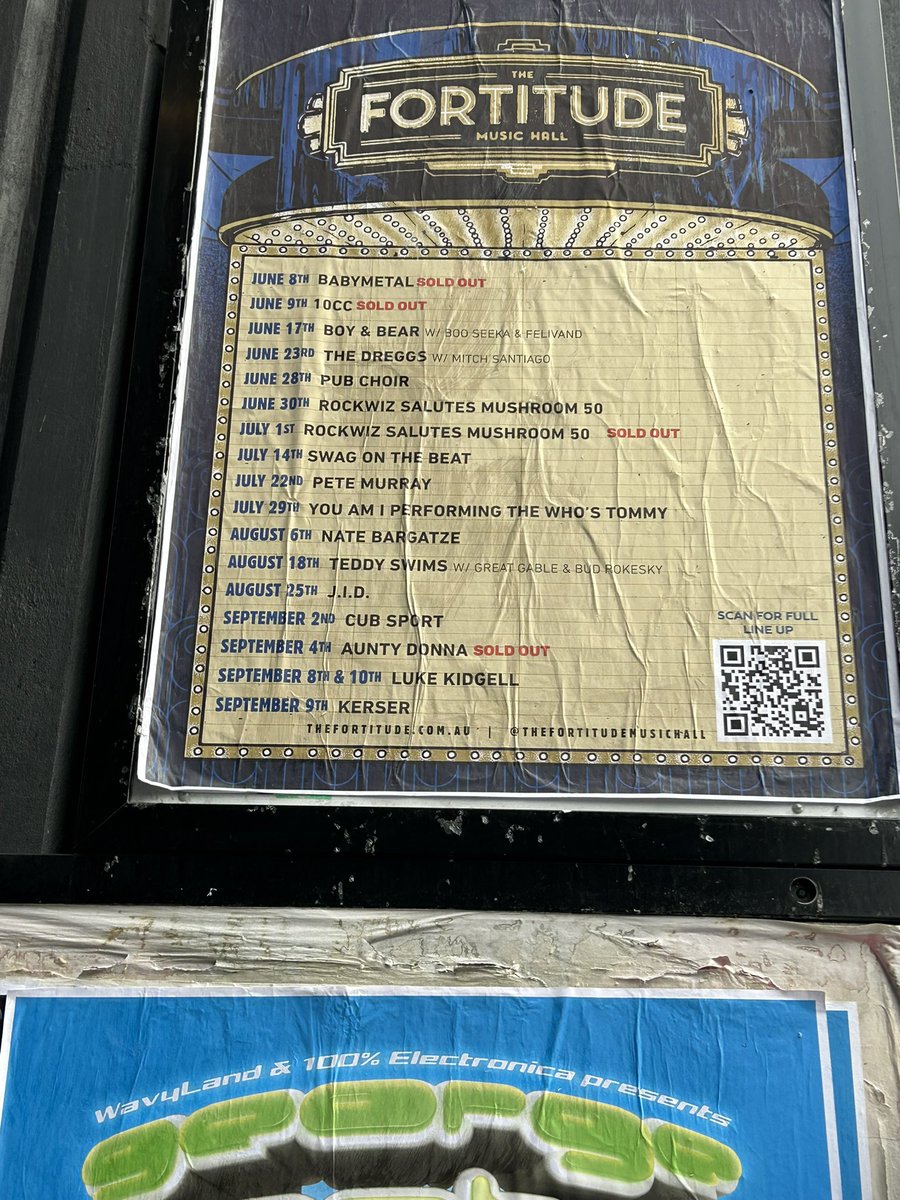 THE
FORTITUDE
MUSIC HALL
JUNE 8TH BABYMETAL SOLD OUT
JUNE 9TH 10CC SOLD OUT
JUNE 17TH BOY & BEAR W/ BOO SEEKA & FELIVAND
JUNE 23RD THE DREGGS W/ MITCH SANTIAGO
JUNE 28TH PUB CHOIR
JUNE 30TH ROCKWIZ SALUTES MUSHROOM 50
JULY 1ST ROCKWIZ SALUTES MUSHROOM 50 SOLD OUT
JULY 14TH SWAG ON THE BEAT
JULY 22ND PETE MURRAY
JULY 29TH YOU AM I PERFORMING THE WHO'S TOMMY
AUGUST 6TH NATE BARGATZE
AUGUST 18TH TEDDY SWIMS W/ GREAT GABLE & BUD ROKESKY
AUGUST 25TH J.I.D.
SEPTEMBER 2ND CUB SPORT
SEPTEMBER 4TH AUNTY DONNA SOLD OUT
SEPTEMBER 8TH & 10TH LUKE KIDGELL
SEPTEMBER 9TH KERSER
SCAN FOR FULL
LINE UP
THEFORTITUDE.COM.AU | @THEFORTITUDEMUSICHALL
WavyLand & 100% Electronica presents
george